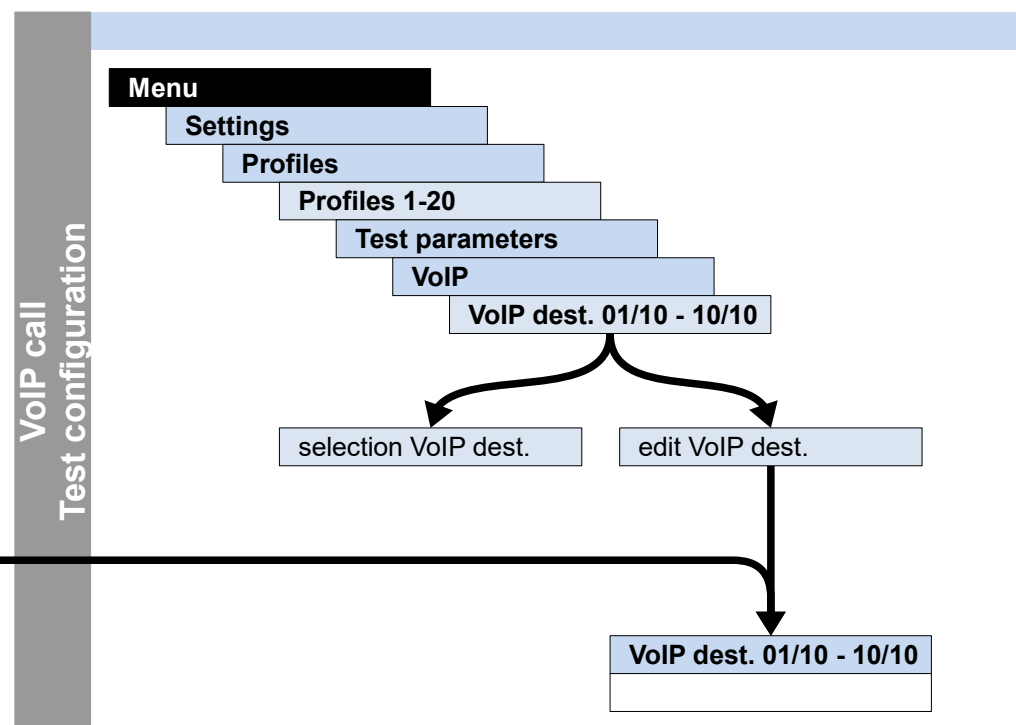 VoIP call
Test configuration
Menu
Settings
Profiles
Profiles 1-20
Test parameters
VoIP
VoIP dest. 01/10 - 10/10
selection VoIP dest.
edit VoIP dest.
VoIP dest. 01/10 - 10/10